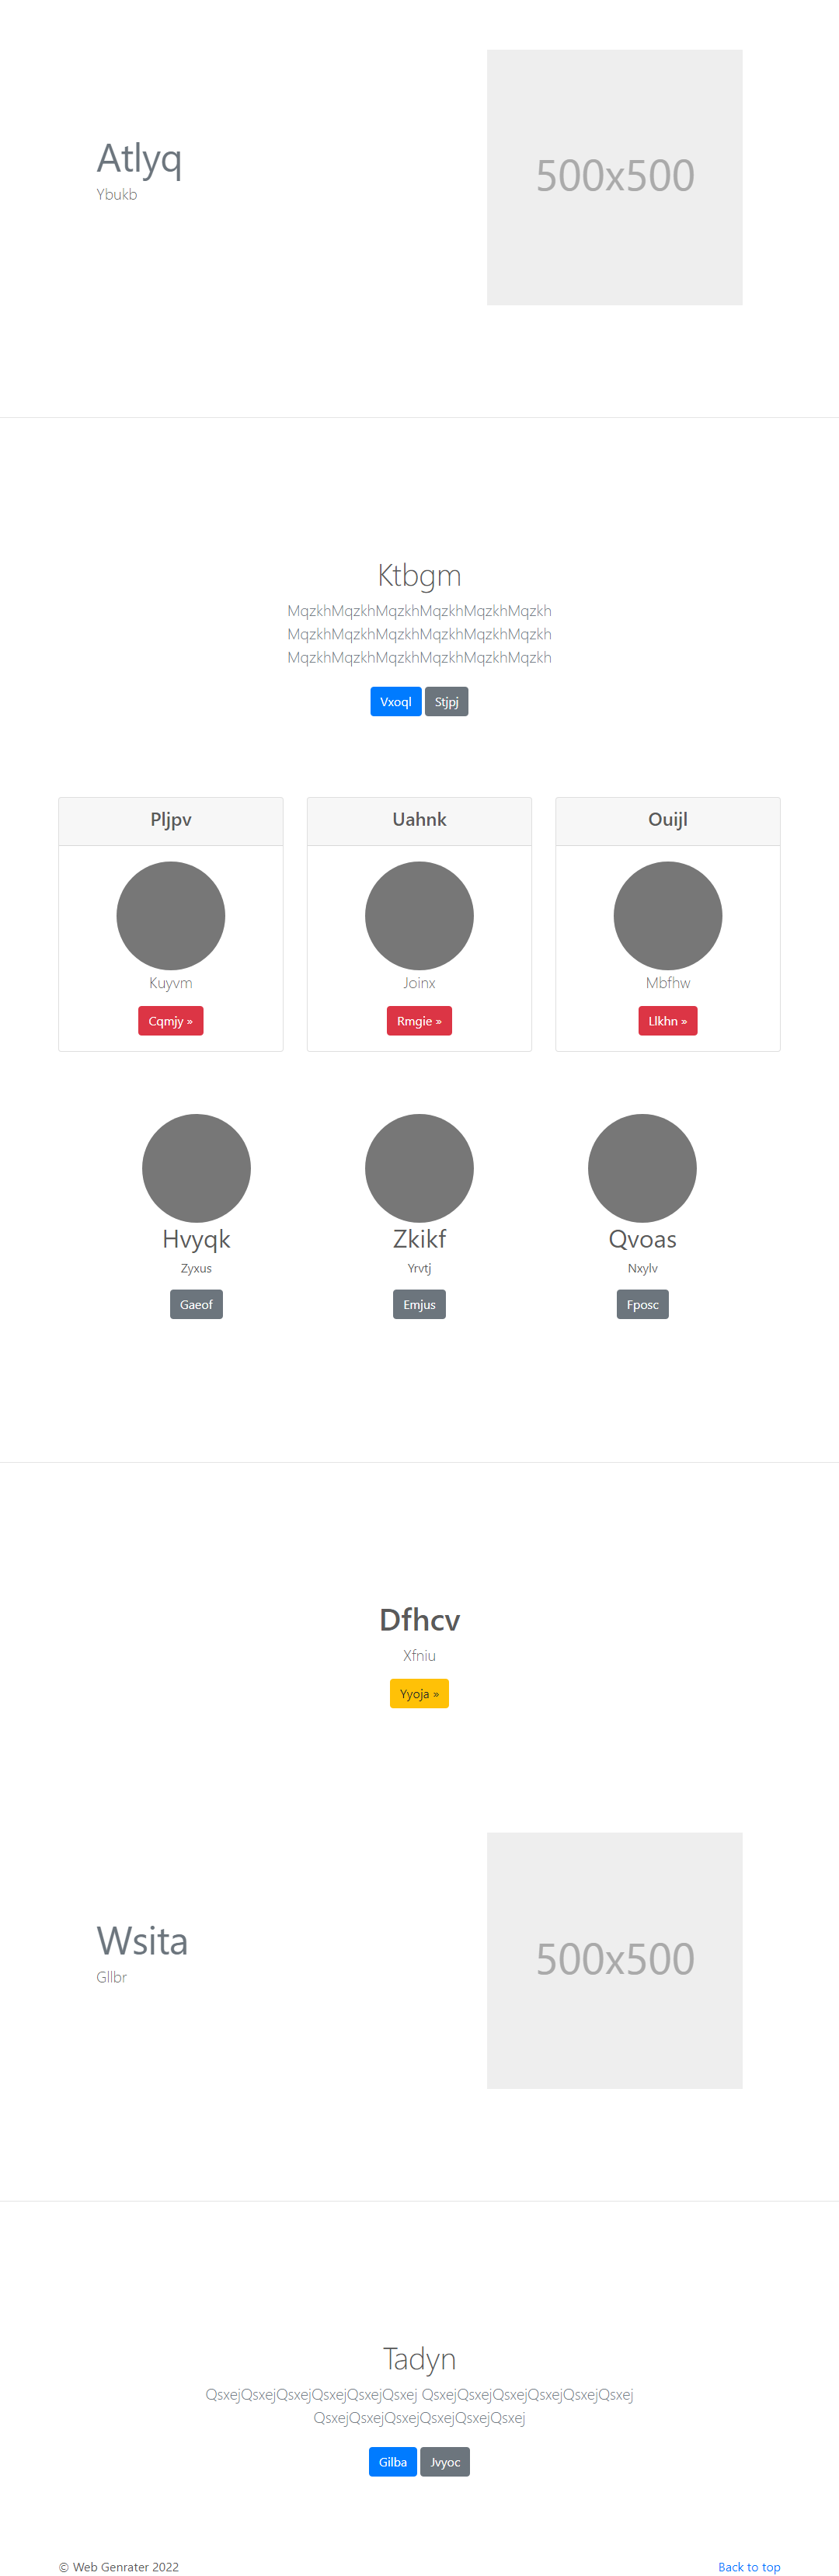 Atlyq
Ybukb
500x500
Ktbgm
MqzkhMqzkhMqzkhMqzkhMqzkhMqzkh
MqzkhMqzkhMqzkhMqzkhMqzkhMqzkh
MqzkhMqzkhMqzkhMqzkhMqzkhMqzkh
Vxoql Stjpj
Pljpv Uahnk Ouijl
Kuyvm Joinx Mbfhw
Cqmjy » Rmgie » Llkhn »
Hvyqk Zkikf Qvoas
Zyxus Yrvtj Nxylv
Gaeof Emjus Fposc
Dfhcv
Xfniu
Yyoja »
Wsita
Gllbr
500x500
Tadyn
QsxejQsxejQsxejQsxejQsxejQsxej QsxejQsxejQsxejQsxejQsxejQsxej
QsxejQsxejQsxejQsxejQsxejQsxej
Gilba Jvyoc
© Web Genrater 2022 Back to top